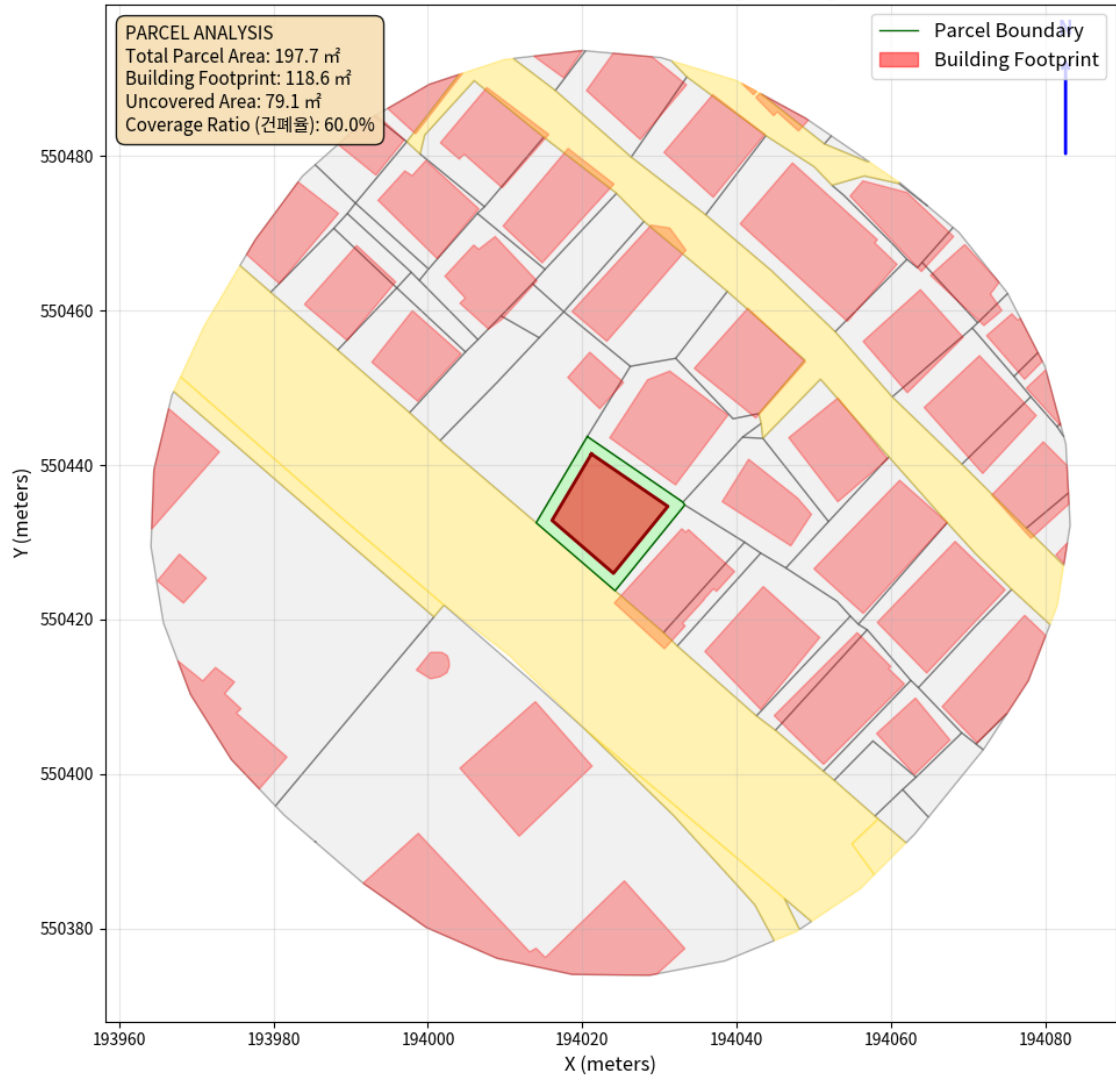 PARCEL ANALYSIS
Total Parcel Area: 197.7 ㎡
Building Footprint: 118.6 ㎡
Uncovered Area: 79.1 ㎡
Coverage Ratio (건폐율): 60.0%
N
Parcel Boundary
Building Footprint
550480
550460
550440
550420
550400
550380
Y (meters)
193960
193980
194000
194020
194040
194060
194080
X (meters)